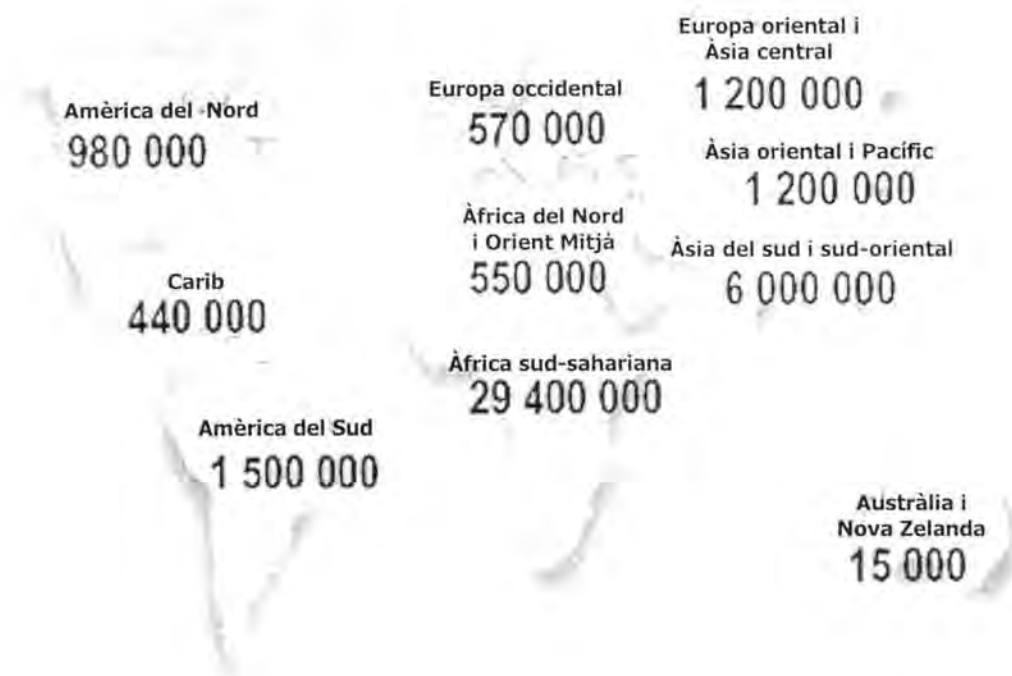 Europa oriental i
Àsia central
1 200 000
Europa occidental
570 000
Amèrica del Nord
980 000
Àsia oriental i Pacífic
1 200 000
Àfrica del Nord
i Orient Mitjà
550 000
Àsia del sud i sud-oriental
6 000 000
Carib
440 000
Àfrica sud-sahariana
29 400 000
Amèrica del Sud
1 500 000
Austràlia i
Nova Zelanda
15 000